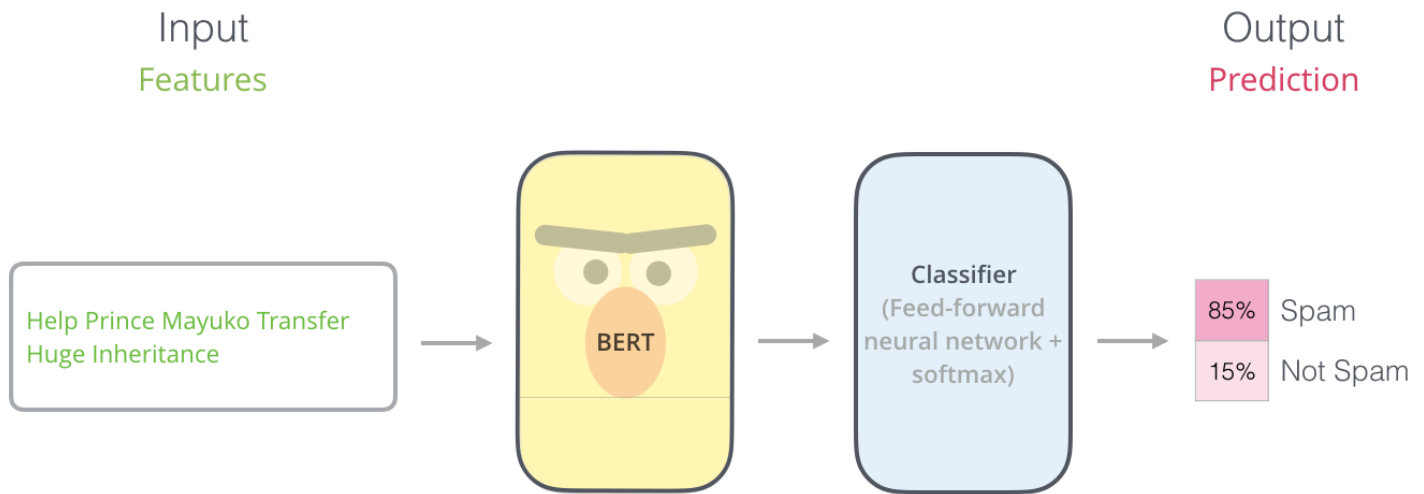 Input
Features
Output
Prediction
Help Prince Mayuko Transfer
Huge Inheritance
BERT
Classifier
(Feed-forward
neural network +
softmax)
85% Spam
15% Not Spam